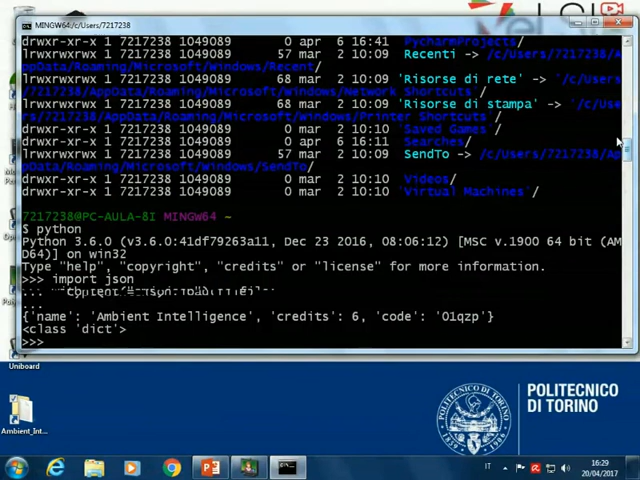 MINGW64:/c/Users/7217238
drwxr-xr-x 1 7217238 1049089 0 apr 6 16:41 PycharmProjects/
lrwxrwxrwx 1 7217238 1049089 57 mar 2 10:09 Recenti -> /c/Users/7217238/A
ppData/Roaming/Microsoft/Windows/Recent/
lrwxrwxrwx 1 7217238 1049089 68 mar 2 10:09 'Risorse di rete' -> '/c/Users
/7217238/AppData/Roaming/Microsoft/Windows/Network Shortcuts'/
lrwxrwxrwx 1 7217238 1049089 68 mar 2 10:09 'Risorse di stampa' -> '/c/Use
rs/7217238/AppData/Roaming/Microsoft/Windows/Printer Shortcuts'/
drwxr-xr-x 1 7217238 1049089 0 mar 2 10:10 'Saved Games'/
drwxr-xr-x 1 7217238 1049089 0 apr 6 16:11 Searches/
lrwxrwxrwx 1 7217238 1049089 57 mar 2 10:09 SendTo -> /c/Users/7217238/Ap
pData/Roaming/Microsoft/Windows/SendTo/
drwxr-xr-x 1 7217238 1049089 0 mar 2 10:10 Videos/
drwxr-xr-x 1 7217238 1049089 0 mar 2 10:10 'Virtual Machines'/
7217238@PC-AULA-8I MINGW64 ~
$ python
Python 3.6.0 (v3.6.0:41df79263a11, Dec 23 2016, 08:06:12) [MSC v.1900 64 bit (AM
D64)] on win32
Type "help", "copyright", "credits" or "license" for more information.
>>> import json
...
...
{'name': 'Ambient Intelligence', 'credits': 6, 'code': '01qzp'}
<class 'dict'>
>>>
Uniboard
Ambient_Int...
POLITECNICO
DI TORINO
IT
16:29
20/04/2017